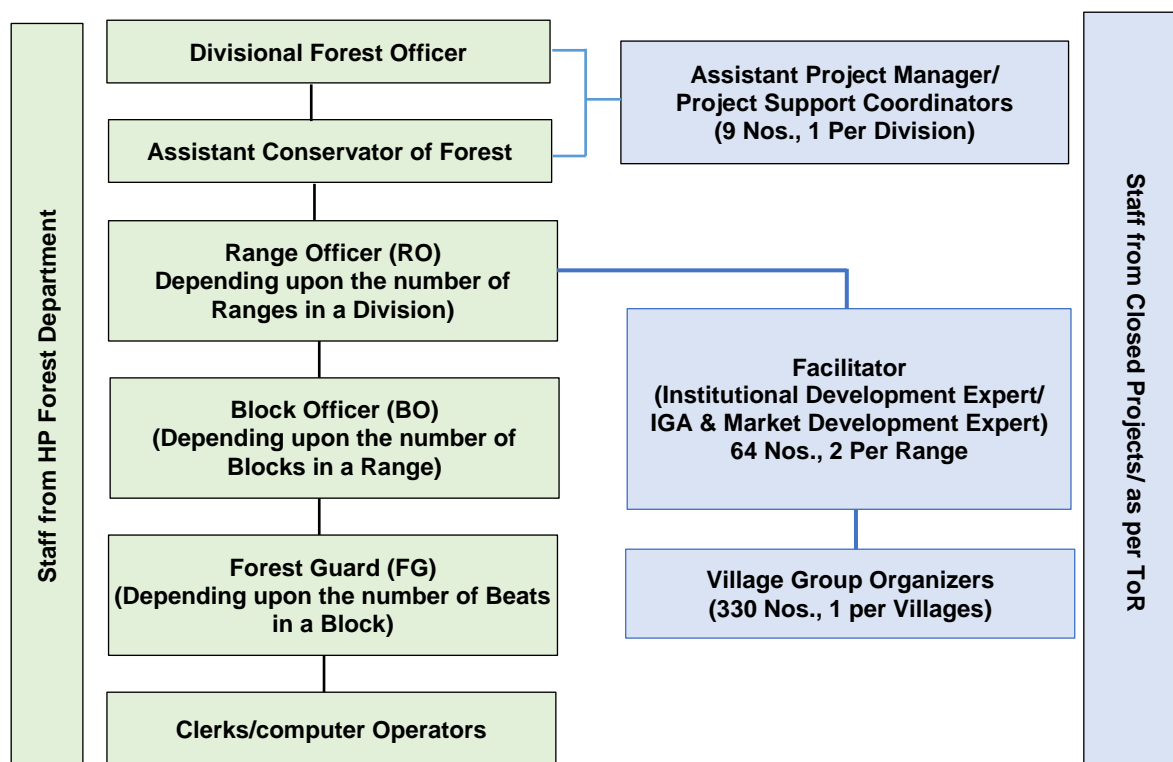 Staff from HP Forest Department
Divisional Forest Officer
Assistant Conservator of Forest
Range Officer (RO)
Depending upon the number of
Ranges in a Division)
Block Officer (BO)
(Depending upon the number of
Blocks in a Range)
Forest Guard (FG)
(Depending upon the number of Beats
in a Block)
Clerks/computer Operators
Assistant Project Manager/
Project Support Coordinators
(9 Nos., 1 Per Division)
Facilitator
(Institutional Development Expert/
IGA & Market Development Expert)
64 Nos., 2 Per Range
Village Group Organizers
(330 Nos., 1 per Villages)
Staff from Closed Projects/ as per ToR